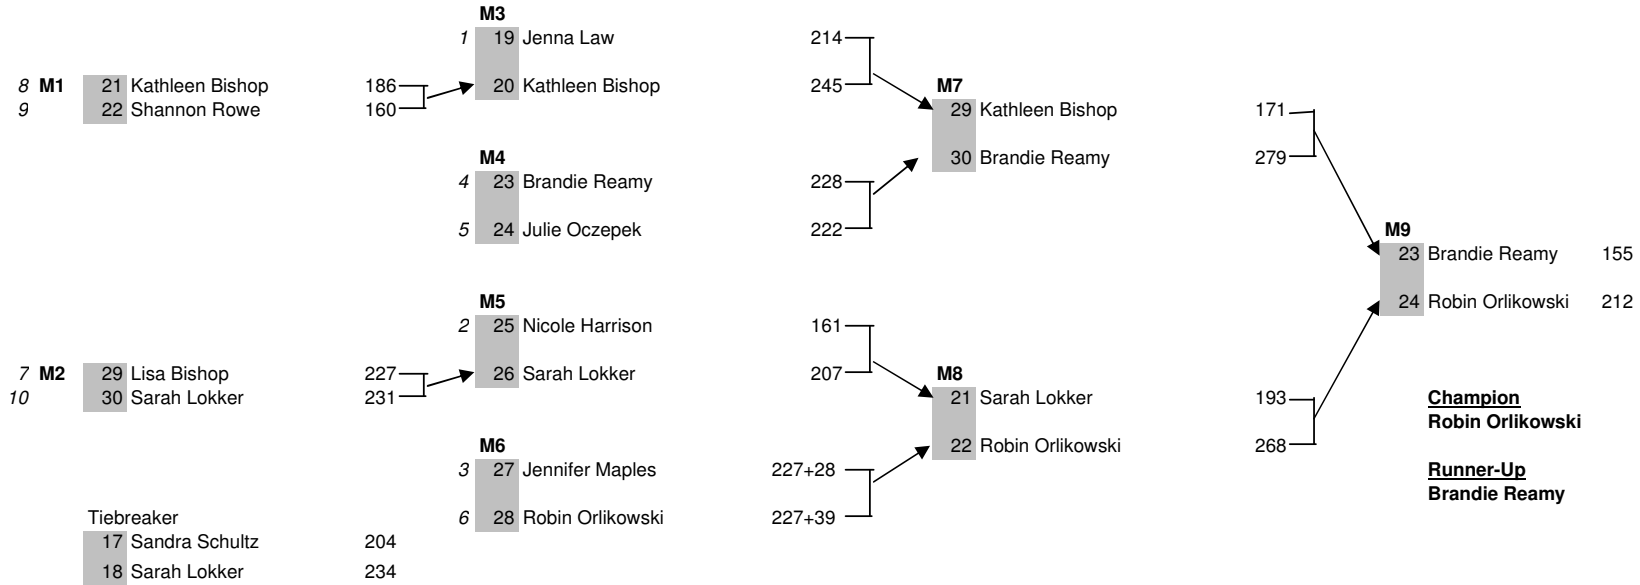 M3
1 19 Jenna Law 214
8 M1 21 Kathleen Bishop 186 20 Kathleen Bishop 245 M7
9 22 Shannon Rowe 160 29 Kathleen Bishop 171
M4 30 Brandie Reamy 279
4 23 Brandie Reamy 228
5 24 Julie Oczepek 222 M9
23 Brandie Reamy 155
M5 24 Robin Orlikowski 212
2 25 Nicole Harrison 161
7 M2 29 Lisa Bishop 227 26 Sarah Lokker 207 M8
10 30 Sarah Lokker 231 21 Sarah Lokker 193 Champion
Robin Orlikowski
M6 22 Robin Orlikowski 268
3 27 Jennifer Maples 227+28 Runner-Up
Brandie Reamy
Tiebreaker 6 28 Robin Orlikowski 227+39
17 Sandra Schultz 204
18 Sarah Lokker 234